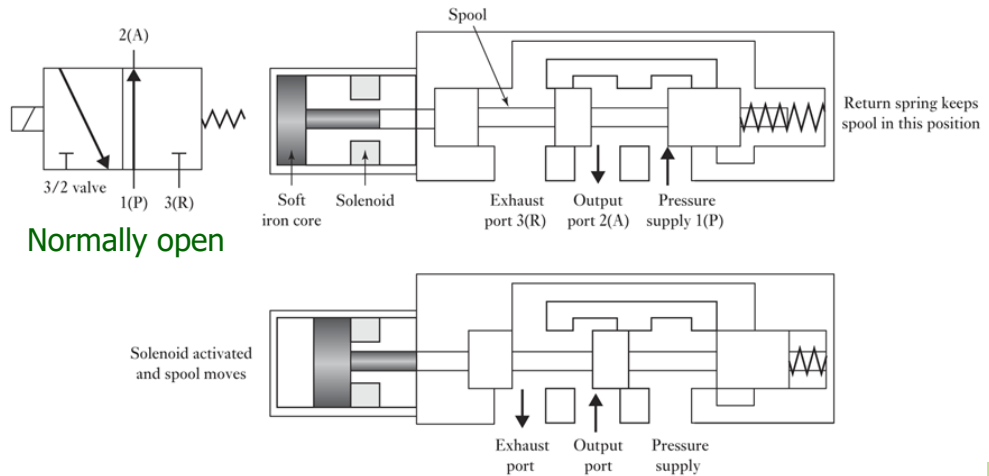 2(A)
3/2 valve
1(P) 3(R)
Normally open
Spool
Return spring keeps
spool in this position
Soft
iron core
Solenoid
Exhaust
port 3(R)
Output
port 2(A)
Pressure
supply 1(P)
Solenoid activated
and spool moves
Exhaust
port
Output
port
Pressure
supply